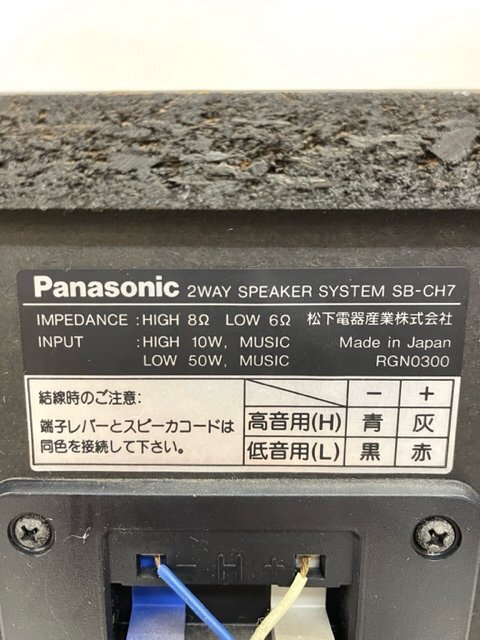 Panasonic 2WAY SPEAKER SYSTEM SB-CH7
IMPEDANCE :HIGH 8Ω LOW 6Ω 松下電器産業株式会社
INPUT :HIGH 10W, MUSIC Made in Japan
LOW 50W, MUSIC RGN0300
結線時のご注意:
端子レバーとスピーカコードは
同色を接続して下さい。
− +
高音用(H) 青 灰
低音用(L) 黒 赤
− H +